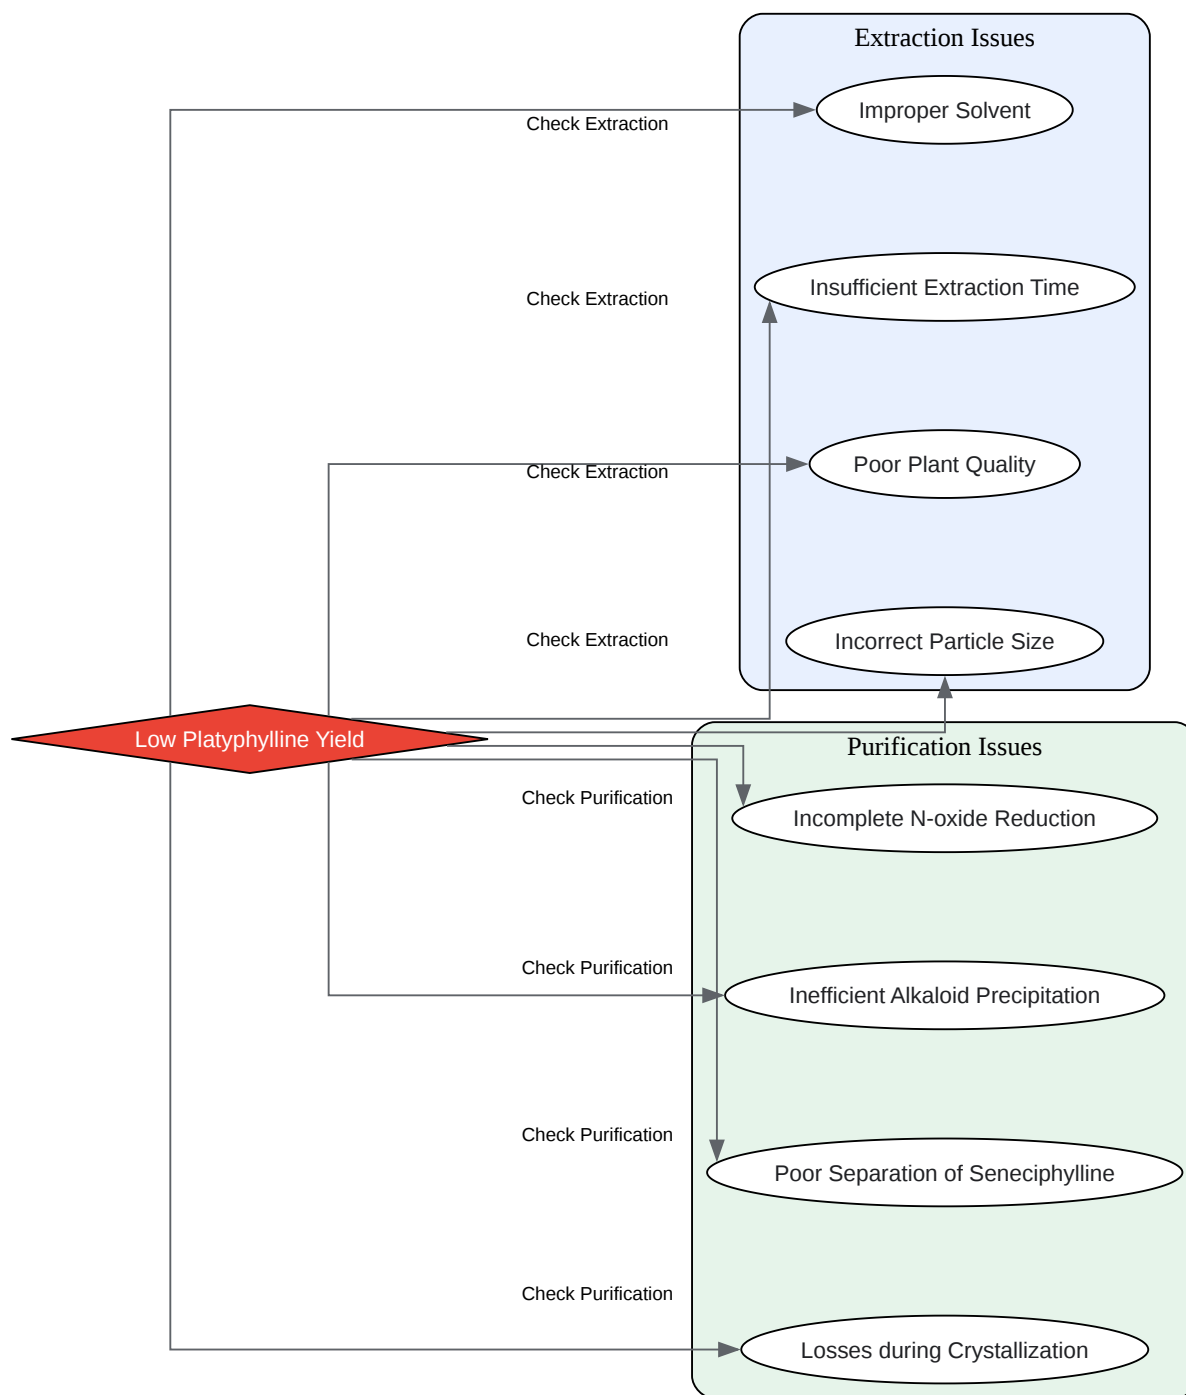 Extraction Issues
Improper Solvent
Check Extraction
Insufficient Extraction Time
Check Extraction
Poor Plant Quality
Check Extraction
Check Extraction
Incorrect Particle Size
Low Platyphylline Yield
Purification Issues
Check Purification
Incomplete N-oxide Reduction
Check Purification
Inefficient Alkaloid Precipitation
Check Purification
Poor Separation of Seneciphylline
Check Purification
Losses during Crystallization